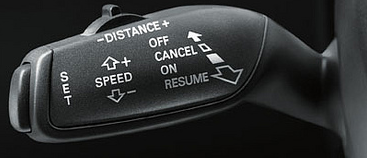 -DISTANCE+
OFF
CANCEL
ON
RESUME
+
SPEED
-
SET